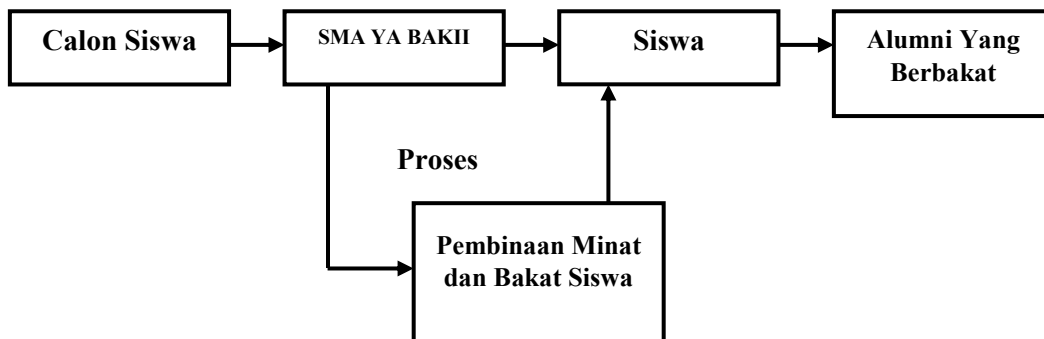 Calon Siswa
SMA YA BAKII
Siswa
Alumni Yang
Berbakat
Proses
Pembinaan Minat
dan Bakat Siswa